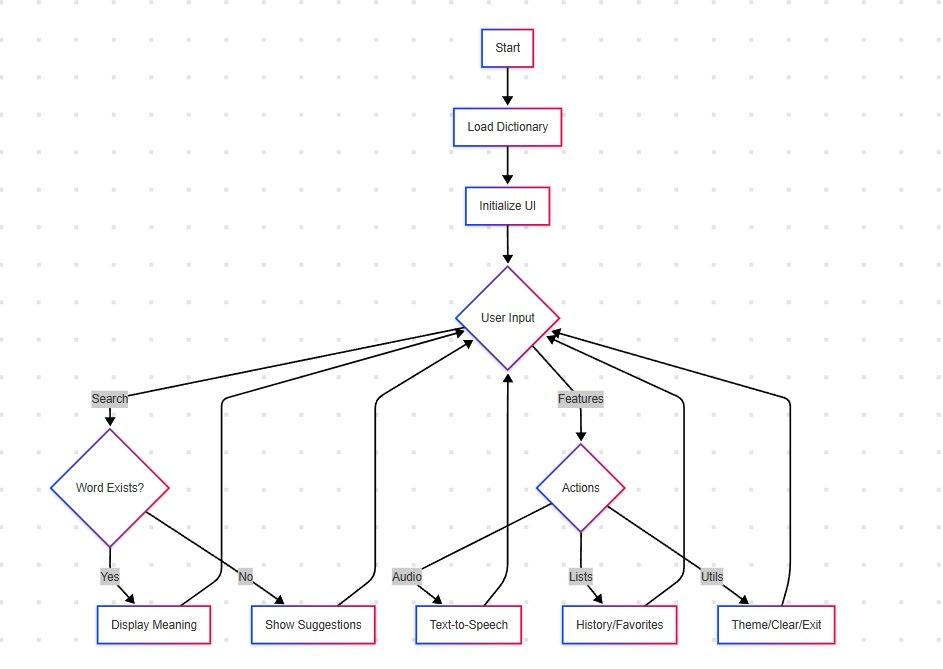 Start
Load Dictionary
Initialize UI
User Input
Search
Features
Word Exists?
Actions
Yes
No
Audio
Lists
Utils
Display Meaning
Show Suggestions
Text-to-Speech
History/Favorites
Theme/Clear/Exit